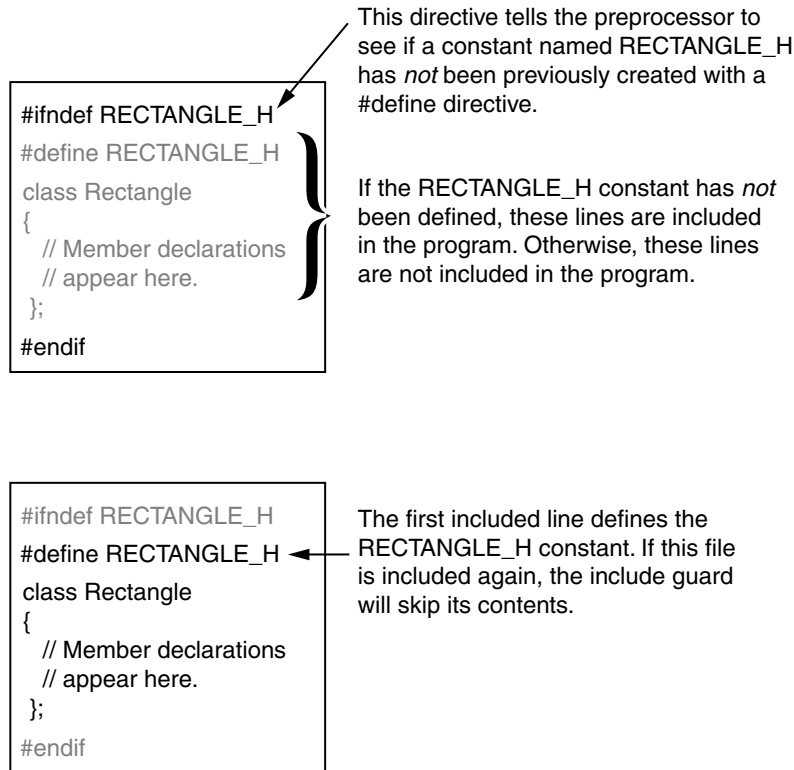 This directive tells the preprocessor to
see if a constant named RECTANGLE_H
has not been previously created with a
#define directive.
#ifndef RECTANGLE_H
#define RECTANGLE_H
class Rectangle
{
// Member declarations
// appear here.
};
#endif
If the RECTANGLE_H constant has not
been defined, these lines are included
in the program. Otherwise, these lines
are not included in the program.
#ifndef RECTANGLE_H
#define RECTANGLE_H
class Rectangle
{
// Member declarations
// appear here.
};
#endif
The first included line defines the
RECTANGLE_H constant. If this file
is included again, the include guard
will skip its contents.